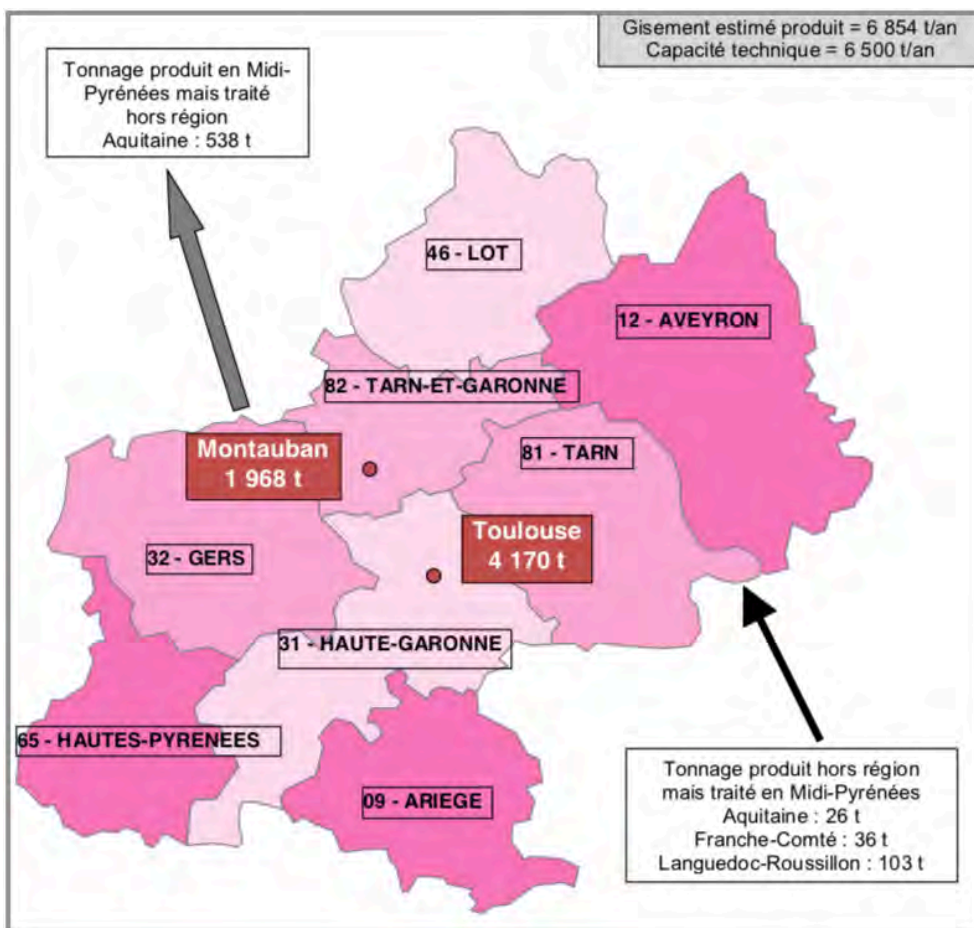 Gisement estimé produit = 6 854 t/an
Capacité technique = 6 500 t/an
Tonnage produit en Midi-
Pyrénées mais traité
hors région
Aquitaine : 538 t
46 - LOT
12 - AVEYRON
82 - TARN-ET-GARONNE
Montauban
1 968 t
81 - TARN
Toulouse
4 170 t
32 - GERS
31 - HAUTE-GARONNE
65 - HAUTES-PYRENEES
09 - ARIEGE
Tonnage produit hors région
mais traité en Midi-Pyrénées
Aquitaine : 26 t
Franche-Comté : 36 t
Languedoc-Roussillon : 103 t